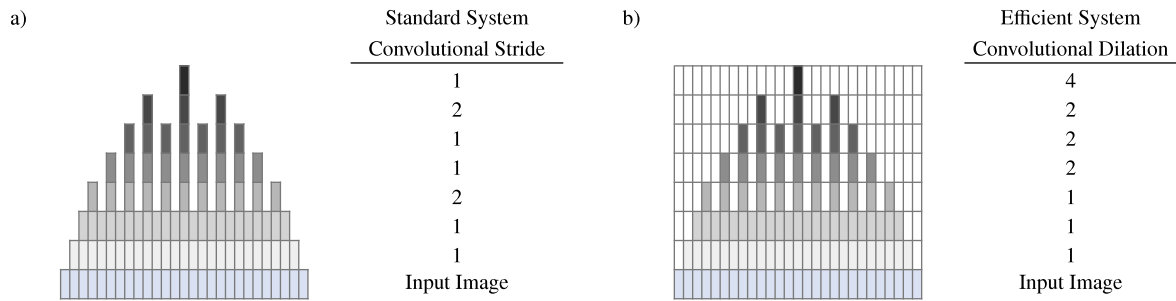 a)
Standard System
Convolutional Stride
1
2
1
1
2
1
1
Input Image
b)
Efficient System
Convolutional Dilation
4
2
2
2
1
1
1
Input Image